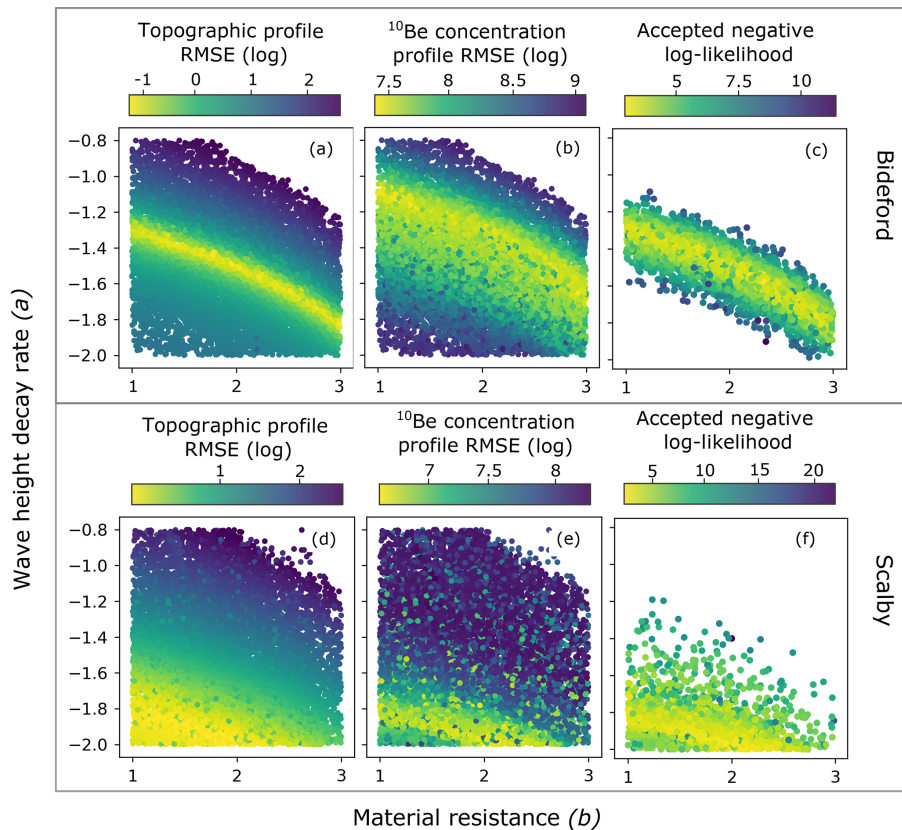 Topographic profile
RMSE (log)
-1 0 1 2
¹⁰Be concentration
profile RMSE (log)
7.5 8 8.5 9
Accepted negative
log-likelihood
5 7.5 10
(a)
(b)
(c)
−0.8
−1.0
−1.2
−1.4
−1.6
−1.8
−2.0
1 2 3
1 2 3
1 2 3
Bideford
Wave height decay rate (a)
Topographic profile
RMSE (log)
1 2
¹⁰Be concentration
profile RMSE (log)
7 7.5 8
Accepted negative
log-likelihood
5 10 15 20
(d)
(e)
(f)
−0.8
−1.0
−1.2
−1.4
−1.6
−1.8
−2.0
1 2 3
1 2 3
1 2 3
Scalby
Material resistance (b)